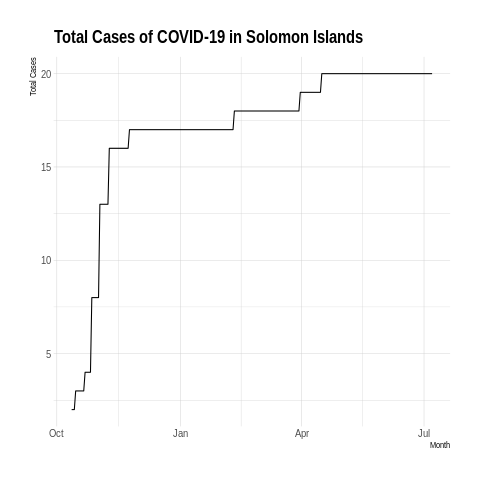 Total Cases of COVID-19 in Solomon Islands
Total Cases
20
15
10
5
Oct
Jan
Apr
Jul
Month